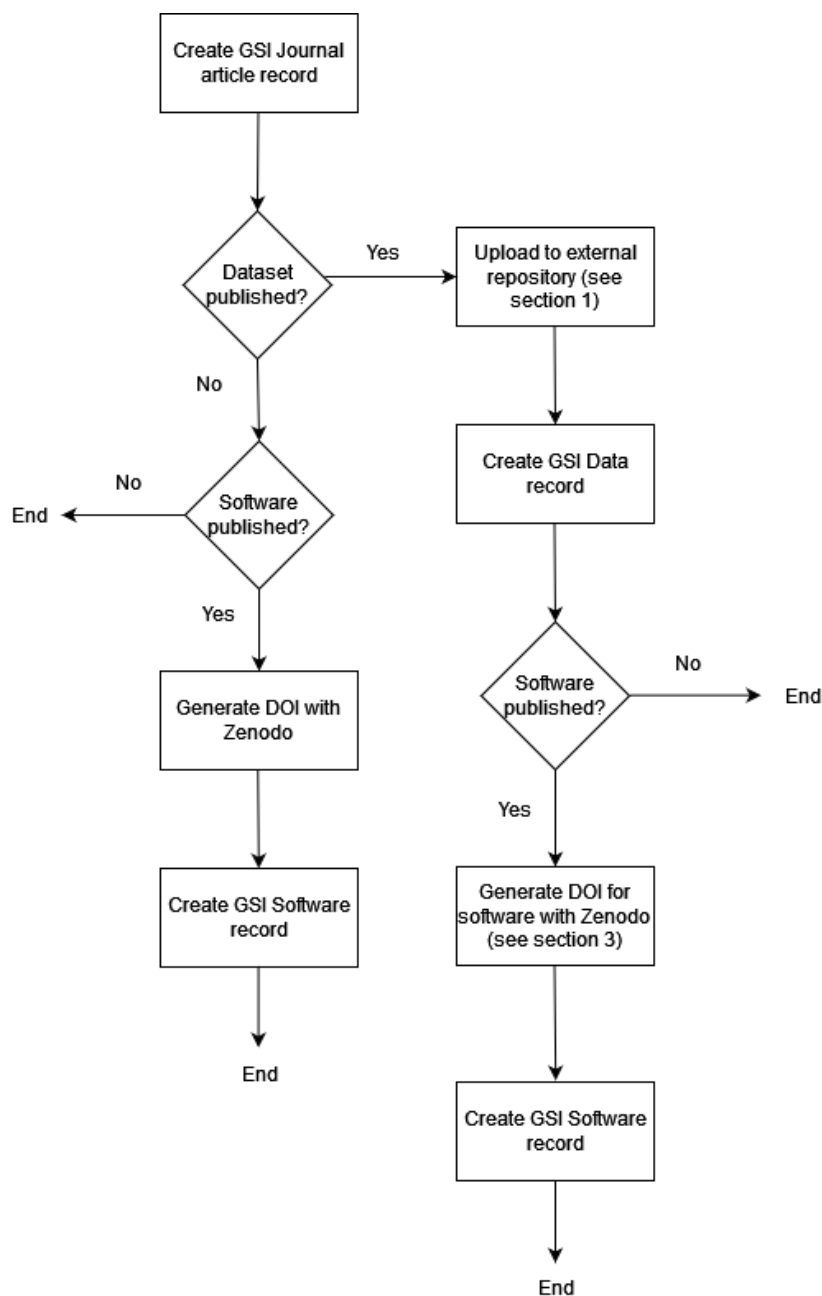 Create GSI Journal
article record
Dataset
published?
Yes
Upload to external
repository (see
section 1)
No
Create GSI Data
record
Software
published?
No
End
Yes
Generate DOI with
Zenodo
Create GSI Software
record
End
Software
published?
No
End
Yes
Generate DOI for
software with Zenodo
(see section 3)
Create GSI Software
record
End